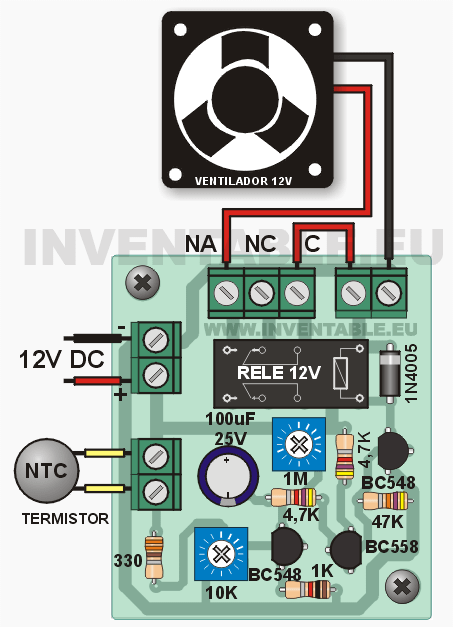 VENTILADOR 12V
NA NC C
INVENTABLE.EU
WWW.INVENTABLE.EU
-
12V DC
+
RELE 12V
1N4005
100uF
25V
+
1M
4,7K
BC548
NTC
TERMISTOR
4,7K
47K
330
BC558
10K
BC548
1K